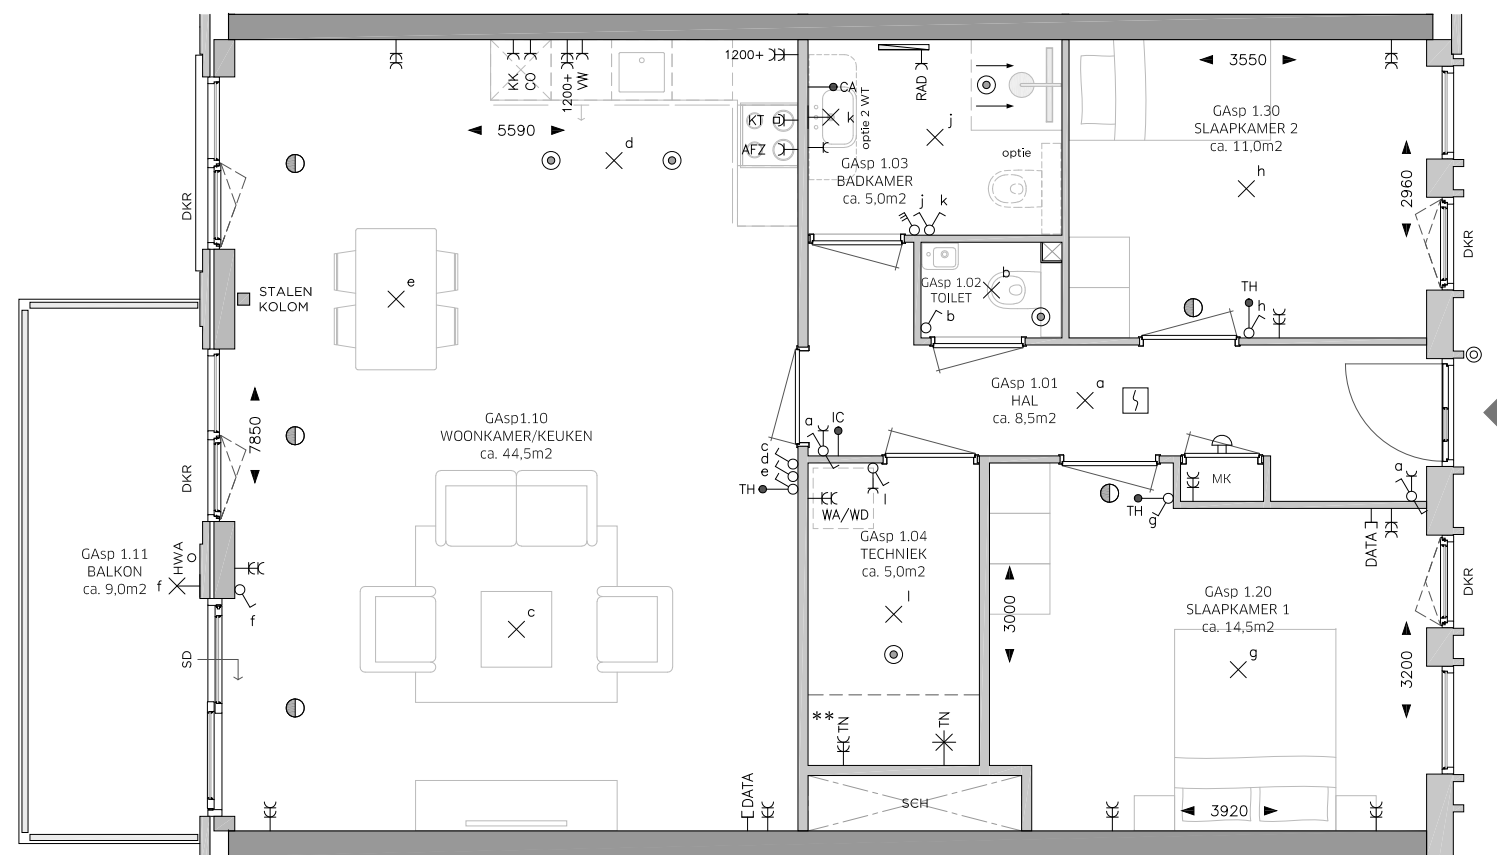 KK
CO
1200+
VW
1200+
RAD
CA
k
optie 2 WT
j
KT
AFZ
5590
d
optie
GAsp 1.03
BADKAMER
ca. 5,0m2
j
k
3550
GAsp 1.30
SLAAPKAMER 2
ca. 11,0m2
h
2960
DKR
DKR
e
STALEN
KOLOM
GAsp 1.02
TOILET
b
b
TH
h
GAsp 1.01
HAL
ca. 8,5m2
a
7850
DKR
GAsp1.10
WOONKAMER/KEUKEN
ca. 44,5m2
a
IC
c
d
e
TH
WA/WD
l
GAsp 1.04
TECHNIEK
ca. 5,0m2
l
TH
g
MK
a
DATA
DKR
GAsp 1.11
BALKON
ca. 9,0m2
HWA
f
f
c
SD
3000
GAsp 1.20
SLAAPKAMER 1
ca. 14,5m2
g
3200
**
TN
TN
DATA
SCH
3920